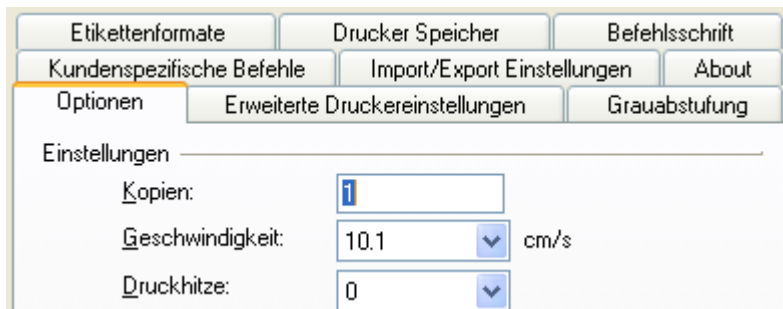 Etikettenformate Drucker Speicher Befehlsschrift
Kundenspezifische Befehle Import/Export Einstellungen About
Optionen Erweiterte Druckereinstellungen Grauabstufung
Einstellungen
Kopien: 1
Geschwindigkeit: 10.1 cm/s
Druckhitze: 0